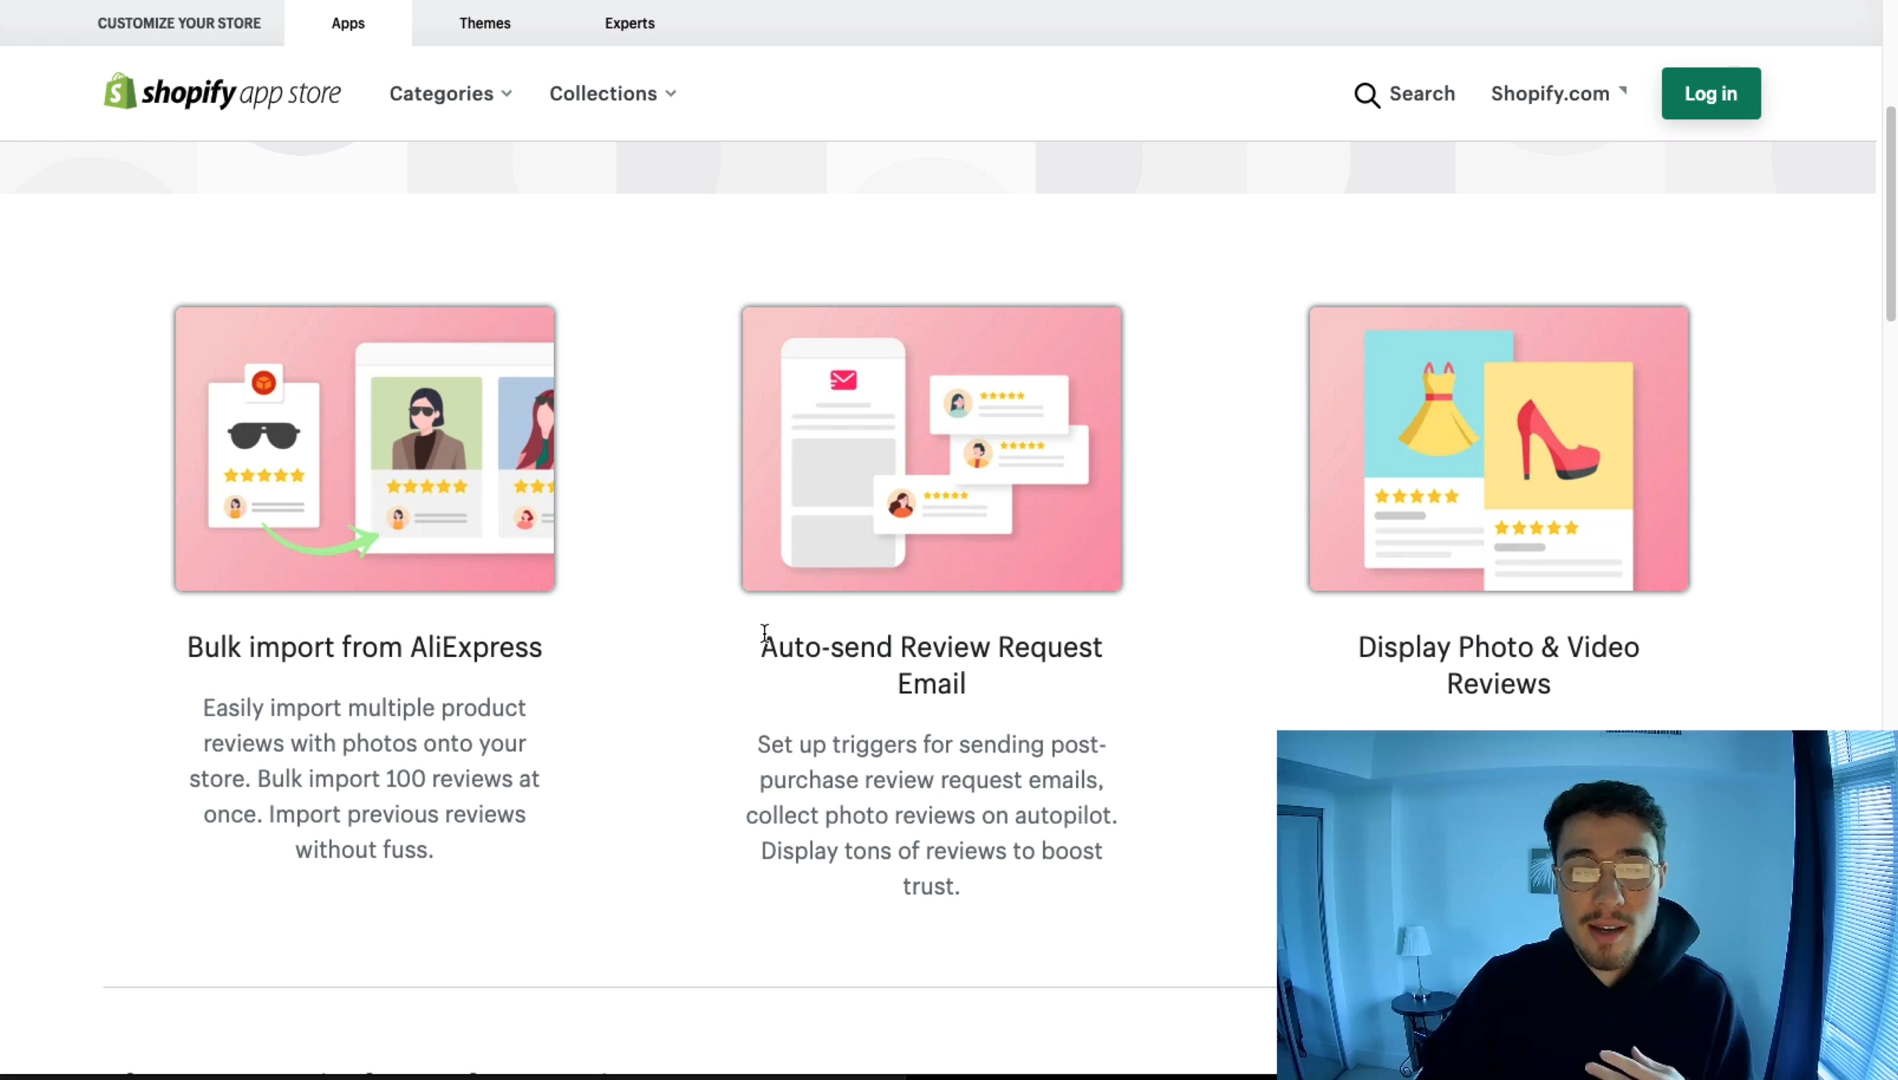 CUSTOMIZE YOUR STORE Apps Themes Experts
shopify app store Categories Collections Search Shopify.com Log in
Bulk import from AliExpress
Easily import multiple product
reviews with photos onto your
store. Bulk import 100 reviews at
once. Import previous reviews
without fuss.
Auto-send Review Request
Email
Set up triggers for sending post-
purchase review request emails,
collect photo reviews on autopilot.
Display tons of reviews to boost
trust.
Display Photo & Video
Reviews